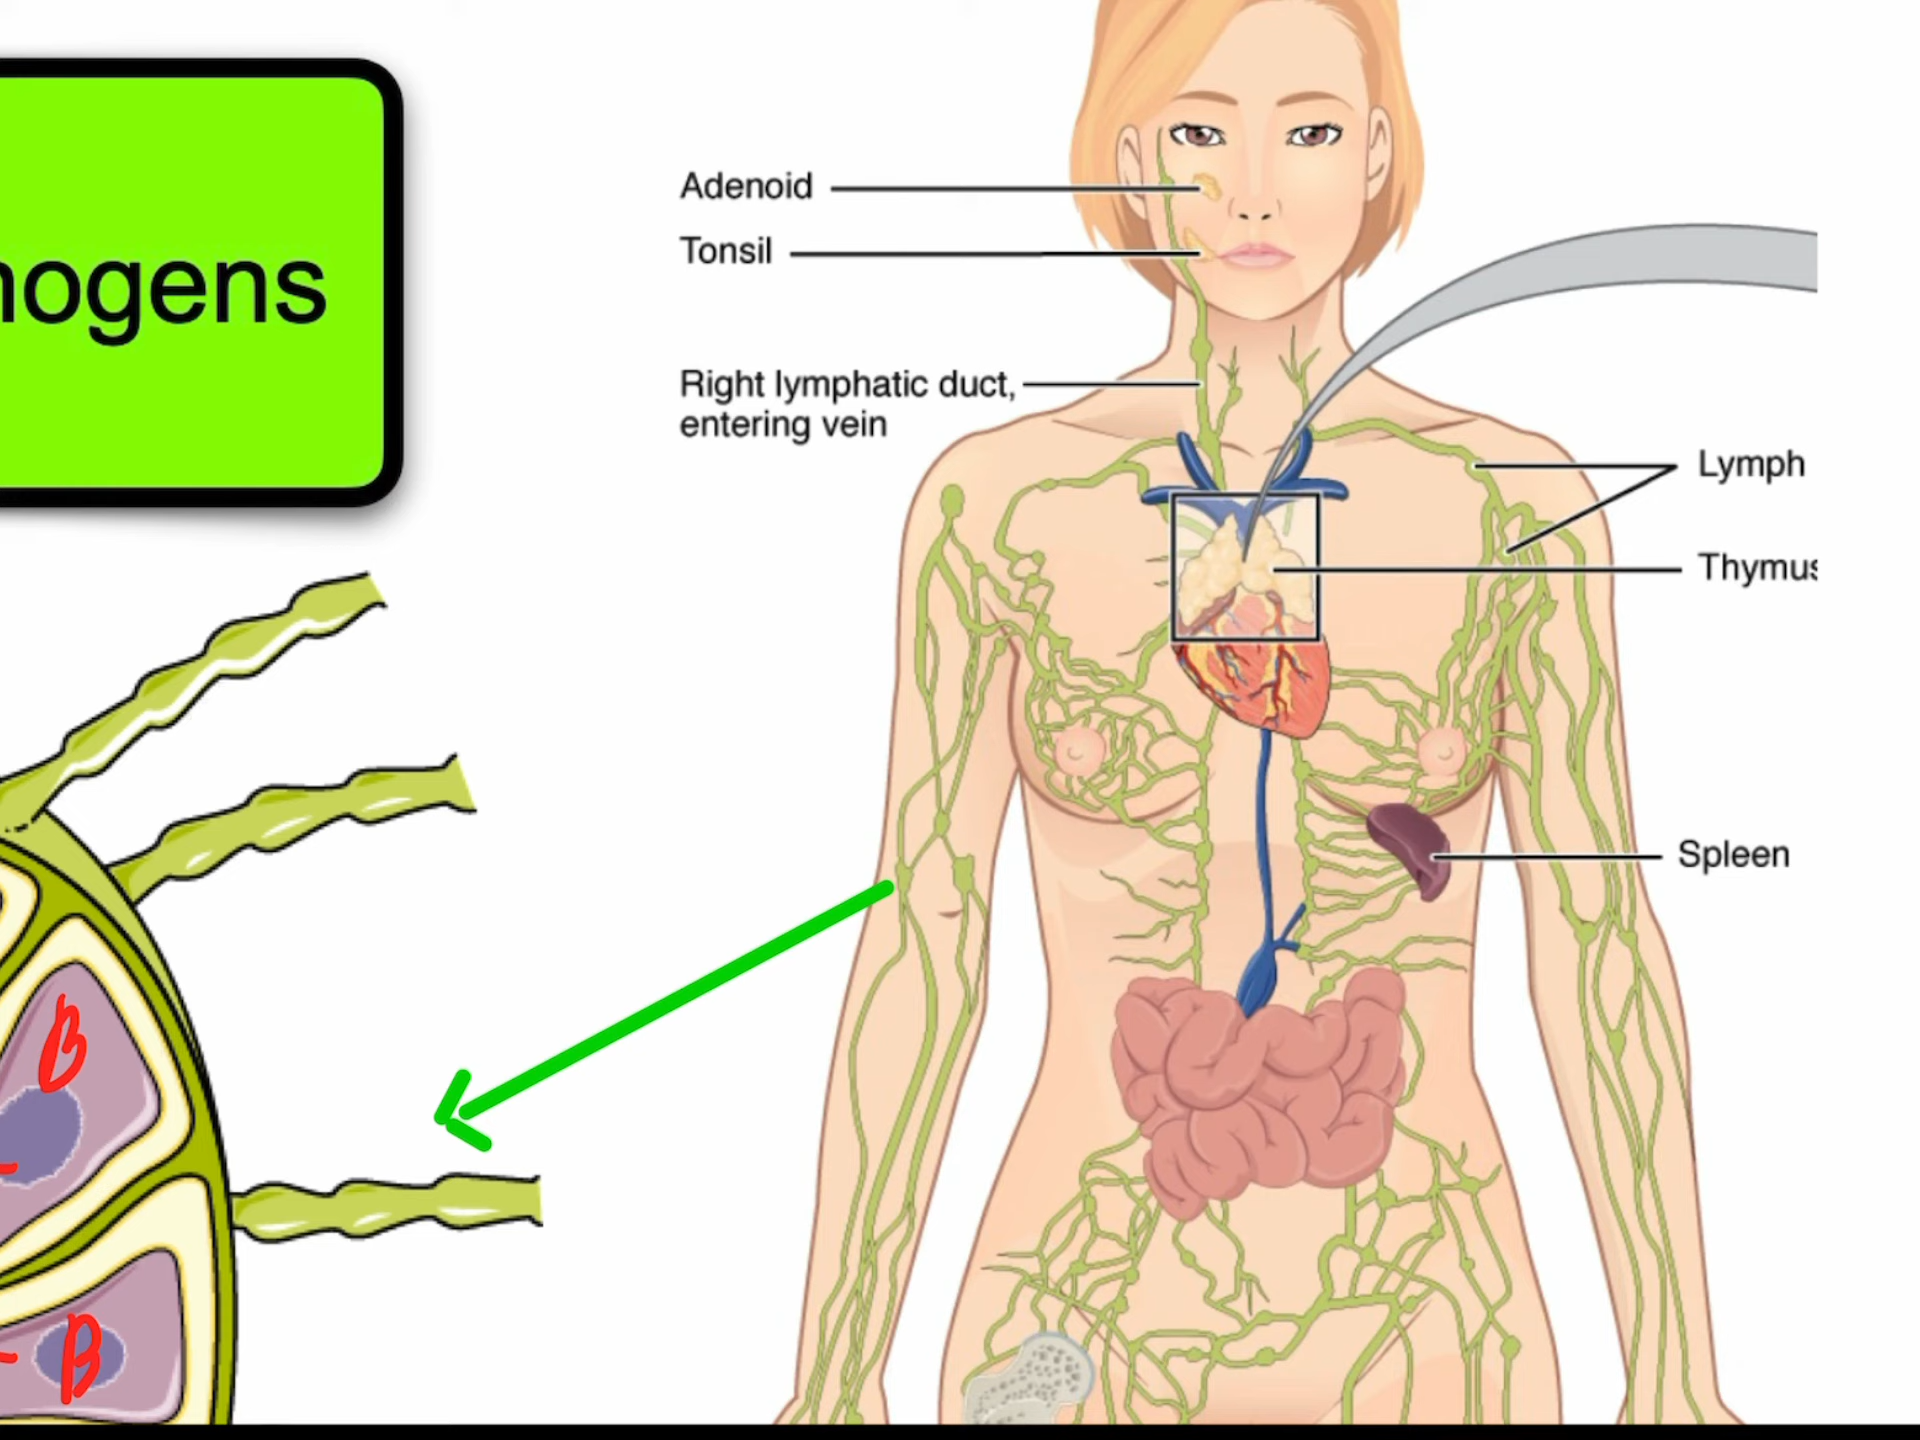 nogens
Adenoid
Tonsil
Right lymphatic duct,
entering vein
Lymph
Thymus
Spleen
B
B